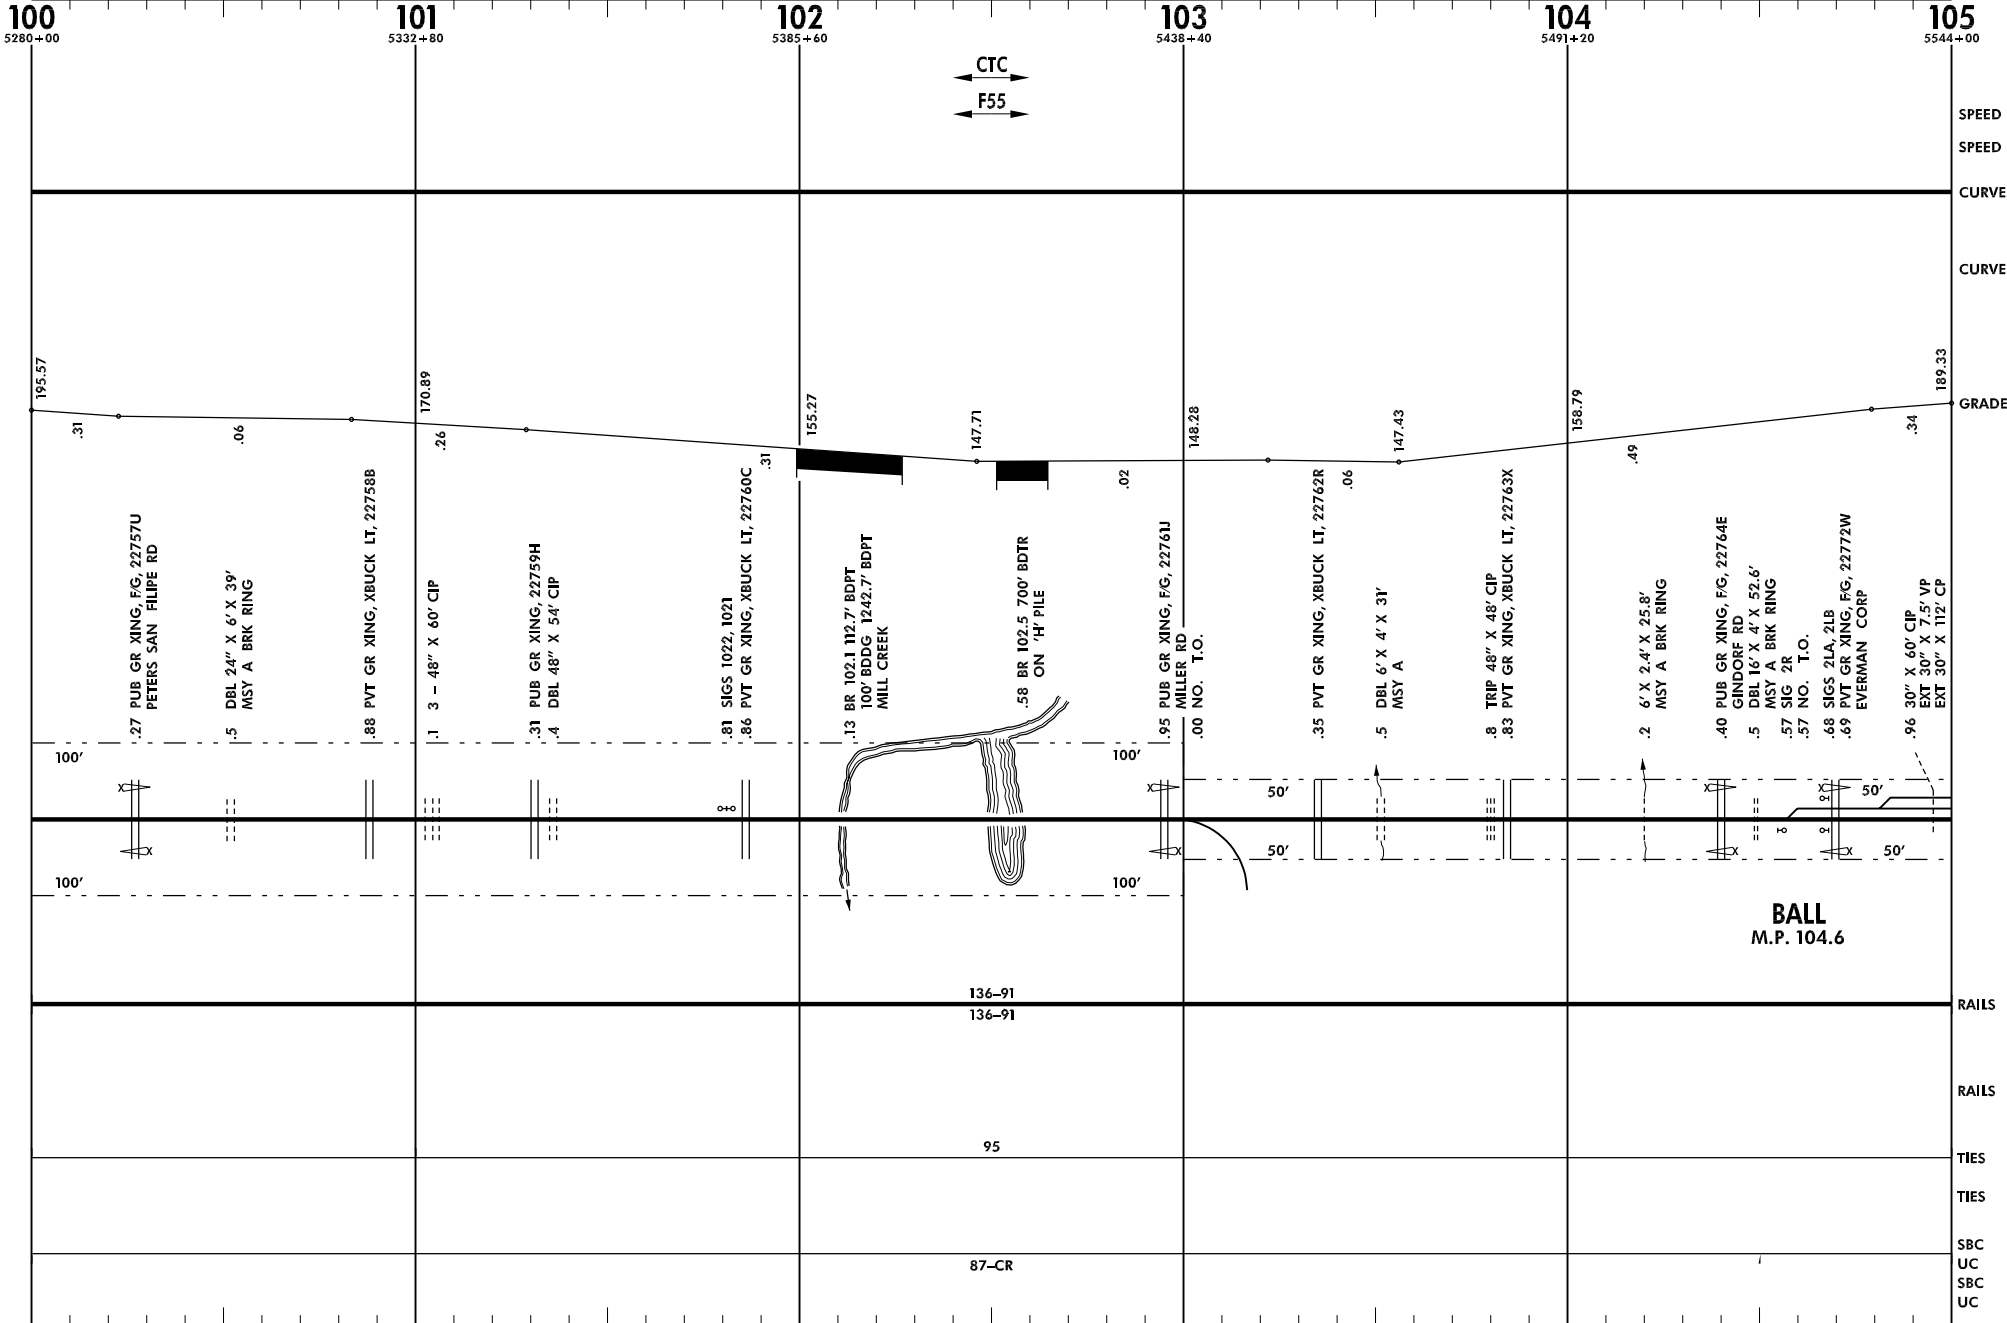 100
101
102
103
104
105
5280+00
5332+80
5385+60
5438+40
5491+20
5544+00
CTC
F55
SPEED
SPEED
CURVE
CURVE
195.57
170.89
155.27
147.71
148.28
147.43
158.79
189.33
GRADE
.31
.06
.26
.31
.02
.06
.49
.34
.27 PUB GR XING, F/G, 22757U
PETERS SAN FILIPE RD
.5 DBL 24" X 6' X 39'
MSY A BRK RING
.88 PVT GR XING, XBUCK LT, 22758B
.1 3 - 48" X 60' CIP
.31 PUB GR XING, 22759H
.4 DBL 48" X 54' CIP
.81 SIGS 1022, 1021
.86 PVT GR XING, XBUCK LT, 22760C
.13 BR 102.1 112.7' BDPT
100' BDDG 1242.7' BDPT
MILL CREEK
.58 BR 102.5 700' BDTR
ON 'H' PILE
.95 PUB GR XING, F/G, 22761J
MILLER RD
.00 NO. T.O.
.35 PVT GR XING, XBUCK LT, 22762R
.5 DBL 6' X 4' X 31'
MSY A
.8 TRIP 48" X 48' CIP
.83 PVT GR XING, XBUCK LT, 22763X
.2 6' X 2.4' X 25.8'
MSY A BRK RING
.40 PUB GR XING, F/G, 22764E
GINDORF RD
.5 DBL 16' X 4' X 52.6'
MSY A BRK RING
.57 SIG 2R
.57 NO. T.O.
.68 SIGS 2LA, 2LB
.69 PVT GR XING, F/G, 22772W
EVERMAN CORP
.96 30" X 60' CIP
EXT 30" X 7.5' VP
EXT 30" X 112' CP
100'
100'
X
X
X
50'
X
X
50'
X
X
X
50'
X
X
50'
100'
100'
BALL
M.P. 104.6
136-91
RAILS
136-91
RAILS
95
TIES
TIES
SBC
87-CR
UC
SBC
UC